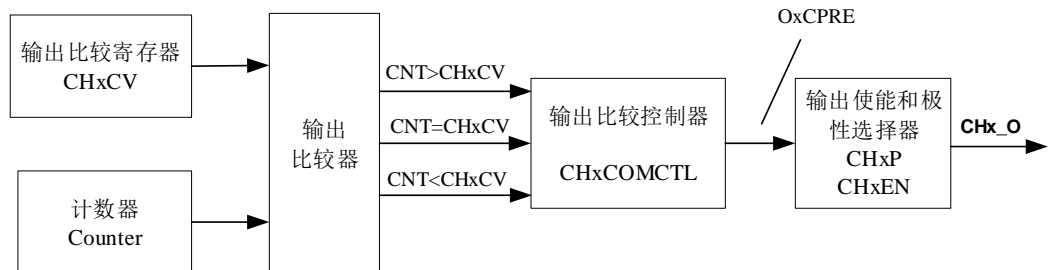 OxCPRE
输出比较寄存器
CHxCV
计数器
Counter
输出
比较器
CNT>CHxCV
CNT=CHxCV
CNT<CHxCV
输出比较控制器
CHxCOMCTL
输出使能和极
性选择器
CHxP
CHxEN
CHx_O